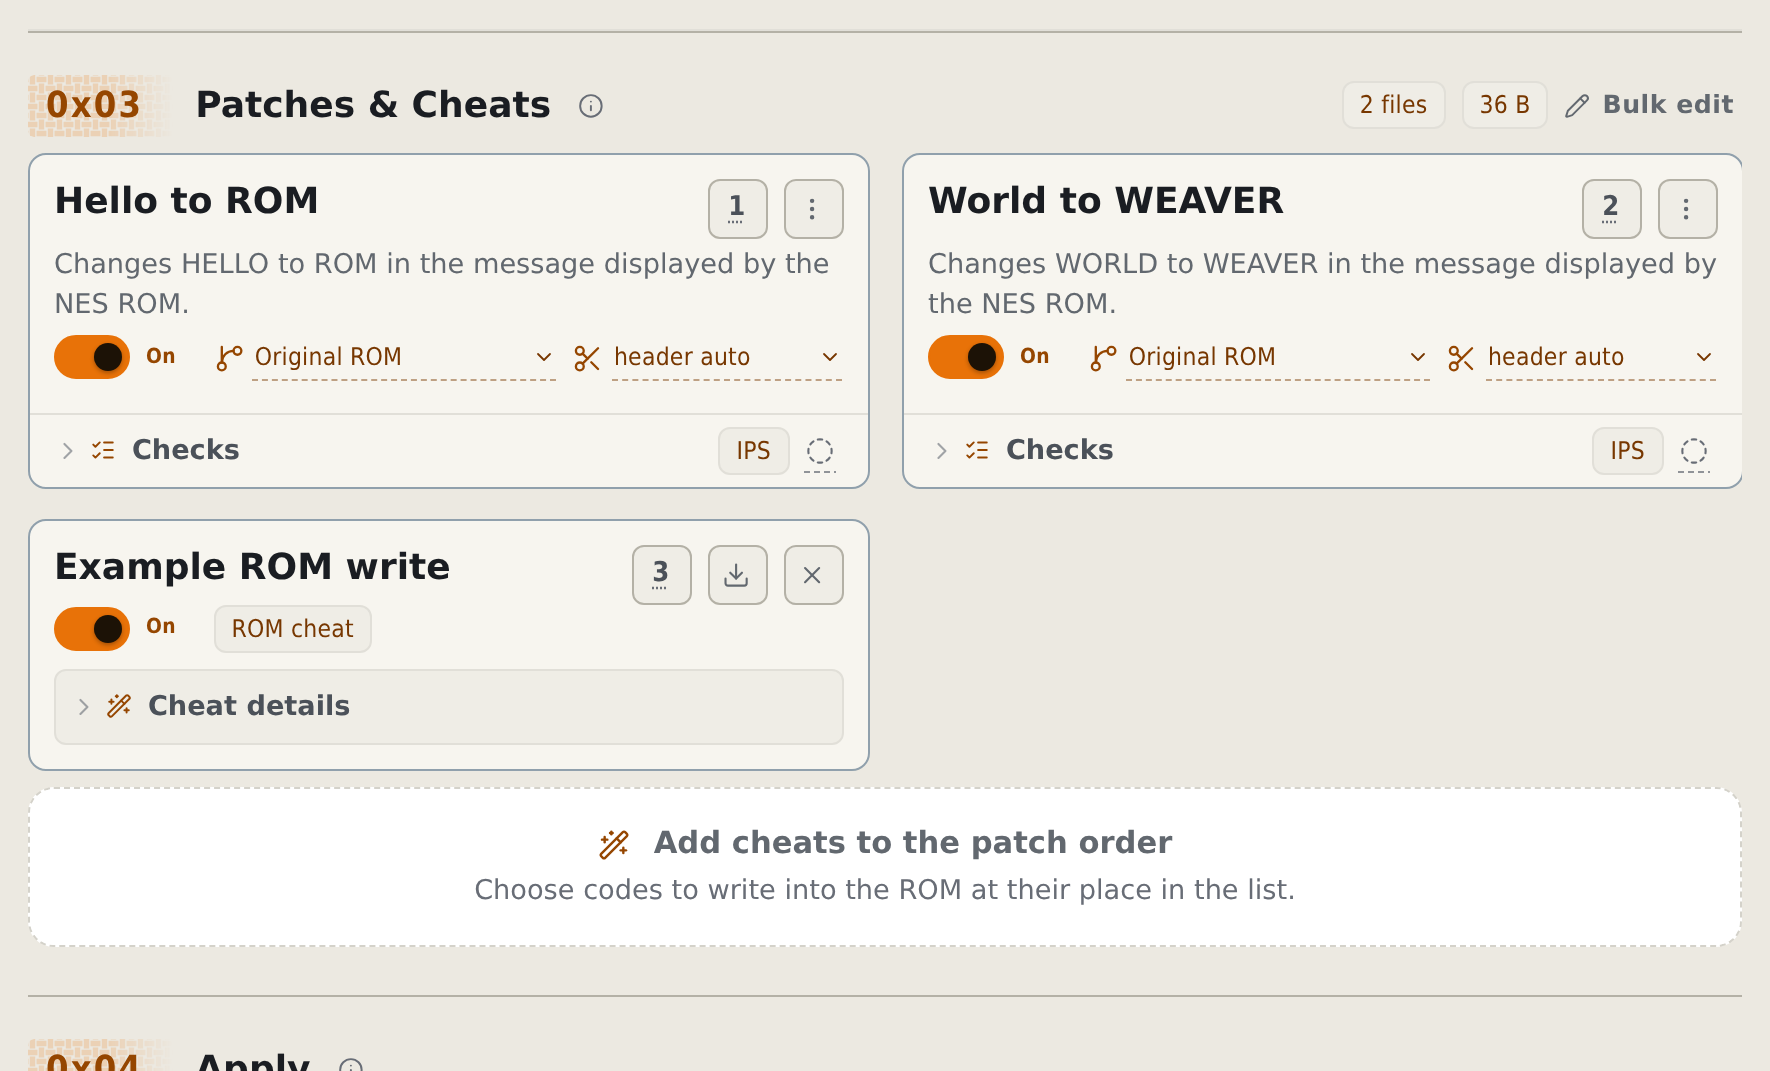 0x03 Patches & Cheats 2 files 36 B Bulk edit
Hello to ROM 1
Changes HELLO to ROM in the message displayed by the
NES ROM.
On Original ROM header auto
Checks IPS
World to WEAVER 2
Changes WORLD to WEAVER in the message displayed by
the NES ROM.
On Original ROM header auto
Checks IPS
Example ROM write 3
On ROM cheat
Cheat details
Add cheats to the patch order
Choose codes to write into the ROM at their place in the list.
0x04 Apply